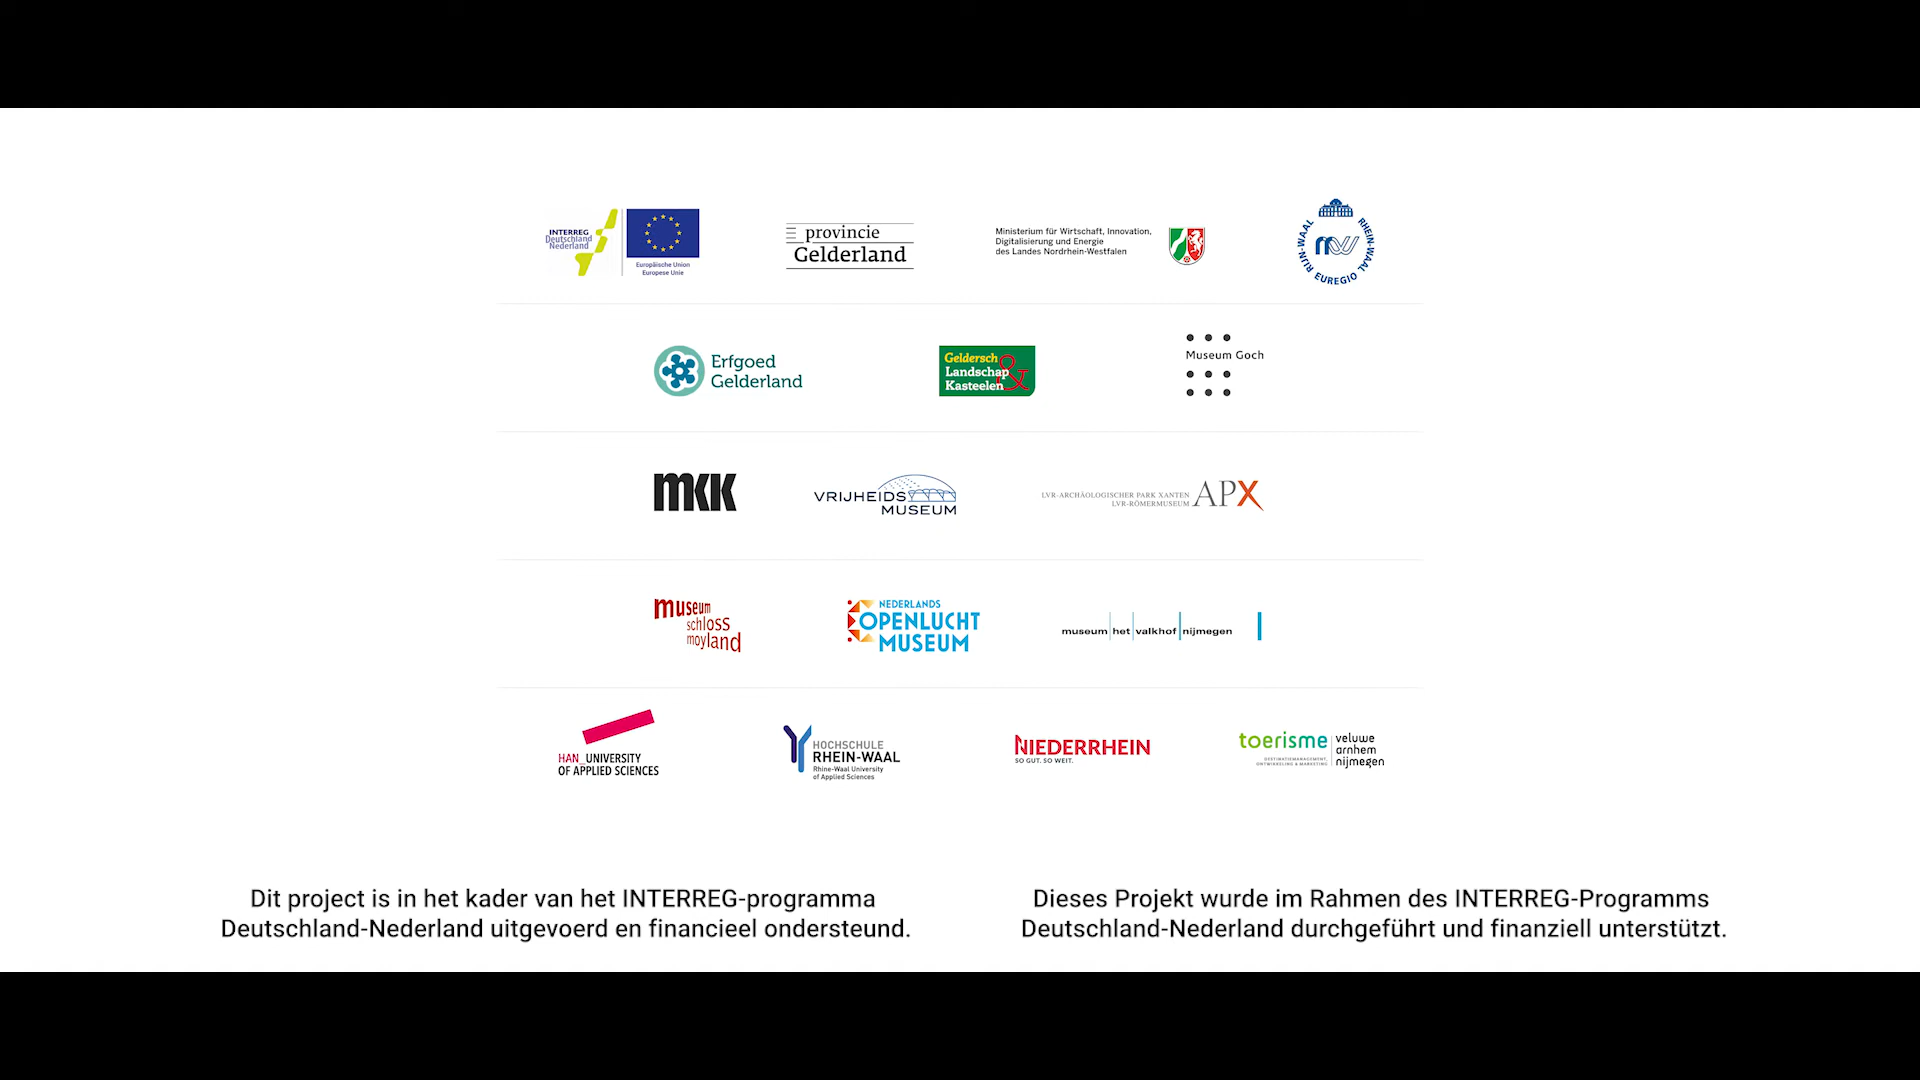 INTERREG
Deutschland
Nederland
Europäische Union
Europese Unie
provincie
Gelderland
Ministerium für Wirtschaft, Innovation,
Digitalisierung und Energie
des Landes Nordrhein-Westfalen
RIJN-WAAL EUREGIO RHEIN-WAAL
Erfgoed
Gelderland
Geldersch
Landschap
& Kasteelen
Museum Goch
MKK
VRIJHEIDS
MUSEUM
LVR-ARCHÄOLOGISCHER PARK XANTEN
LVR-RÖMERMUSEUM
APX
museum
schloss
moyland
NEDERLANDS
OPENLUCHT
MUSEUM
museum het valkhof nijmegen
HAN_UNIVERSITY
OF APPLIED SCIENCES
HOCHSCHULE
RHEIN-WAAL
Rhine-Waal University
of Applied Sciences
NIEDERRHEIN
SO GUT. SO WEIT.
toerisme
DESTINATIEMANAGEMENT,
ONTWIKKELING & MARKETING
veluwe
arnhem
nijmegen
Dit project is in het kader van het INTERREG-programma
Deutschland-Nederland uitgevoerd en financieel ondersteund.
Dieses Projekt wurde im Rahmen des INTERREG-Programms
Deutschland-Nederland durchgeführt und finanziell unterstützt.